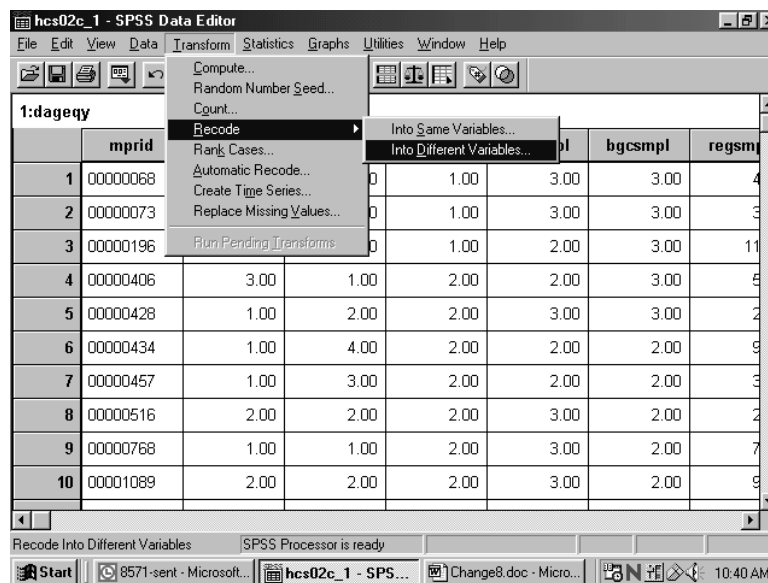 hcs02c_1 - SPSS Data Editor
File Edit View Data Transform Statistics Graphs Utilities Window Help
1:dageqy
Compute...
Random Number Seed...
Count...
Recode
Rank Cases...
Automatic Recode...
Create Time Series...
Replace Missing Values...
Run Pending Transforms
Into Same Variables...
Into Different Variables...
mprid bgcsmpl regsmp
1 00000068 1.00 3.00 3.00 4
2 00000073 1.00 3.00 3.00 3
3 00000196 1.00 2.00 3.00 11
4 00000406 3.00 1.00 2.00 2.00 3.00 5
5 00000428 1.00 2.00 2.00 3.00 3.00 2
6 00000434 1.00 4.00 2.00 2.00 2.00 9
7 00000457 1.00 3.00 2.00 2.00 2.00 3
8 00000516 2.00 2.00 2.00 3.00 2.00 2
9 00000768 1.00 1.00 2.00 3.00 2.00 7
10 00001089 2.00 2.00 2.00 3.00 2.00 9
Recode Into Different Variables SPSS Processor is ready
Start 8571-sent - Microsoft... hcs02c_1 - SPS... Change8.doc - Micro... 10:40 AM